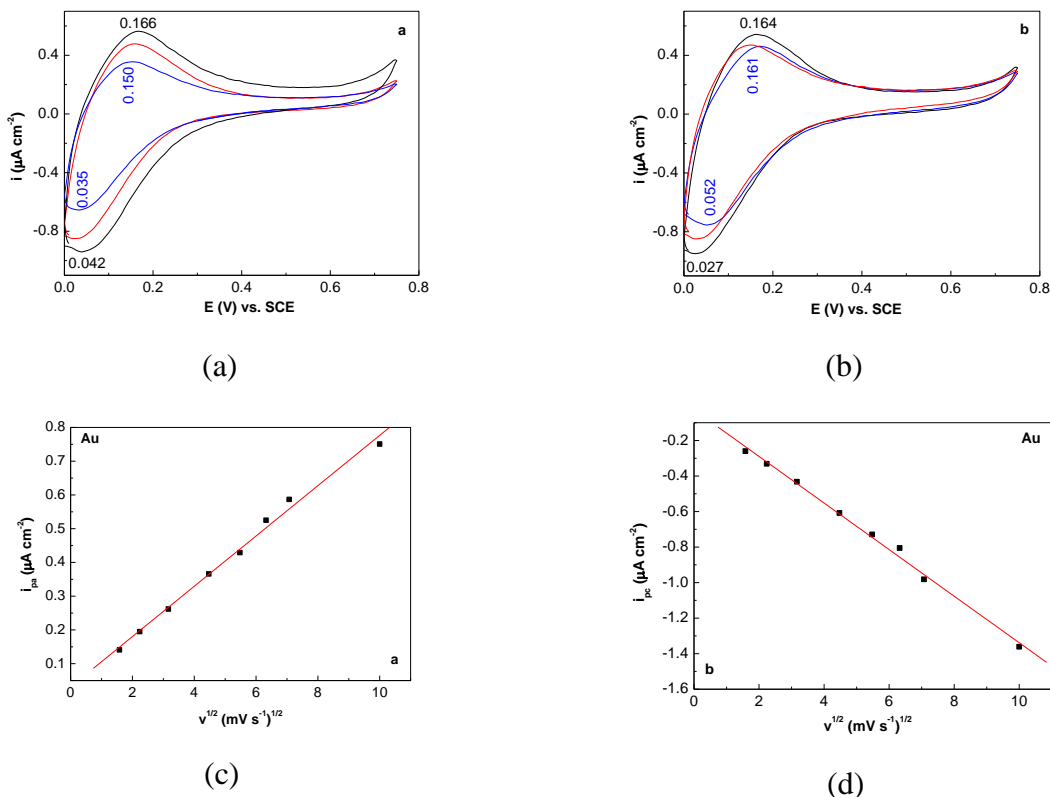 0.166
a
0.4
0.0
-0.4
-0.8
i (µA cm⁻²)
0.150
0.035
0.042
0.0 0.2 0.4 0.6 0.8
E (V) vs. SCE
(a)
0.164
b
0.4
0.0
-0.4
-0.8
i (µA cm⁻²)
0.161
0.052
0.027
0.0 0.2 0.4 0.6 0.8
E (V) vs. SCE
(b)
Au
0.8
0.7
0.6
0.5
0.4
0.3
0.2
0.1
i_pa (µA cm⁻²)
a
0 2 4 6 8 10
v^1/2 (mV s⁻¹)^1/2
(c)
Au
-0.2
-0.4
-0.6
-0.8
-1.0
-1.2
-1.4
-1.6
i_pc (µA cm⁻²)
b
0 2 4 6 8 10
v^1/2 (mV s⁻¹)^1/2
(d)